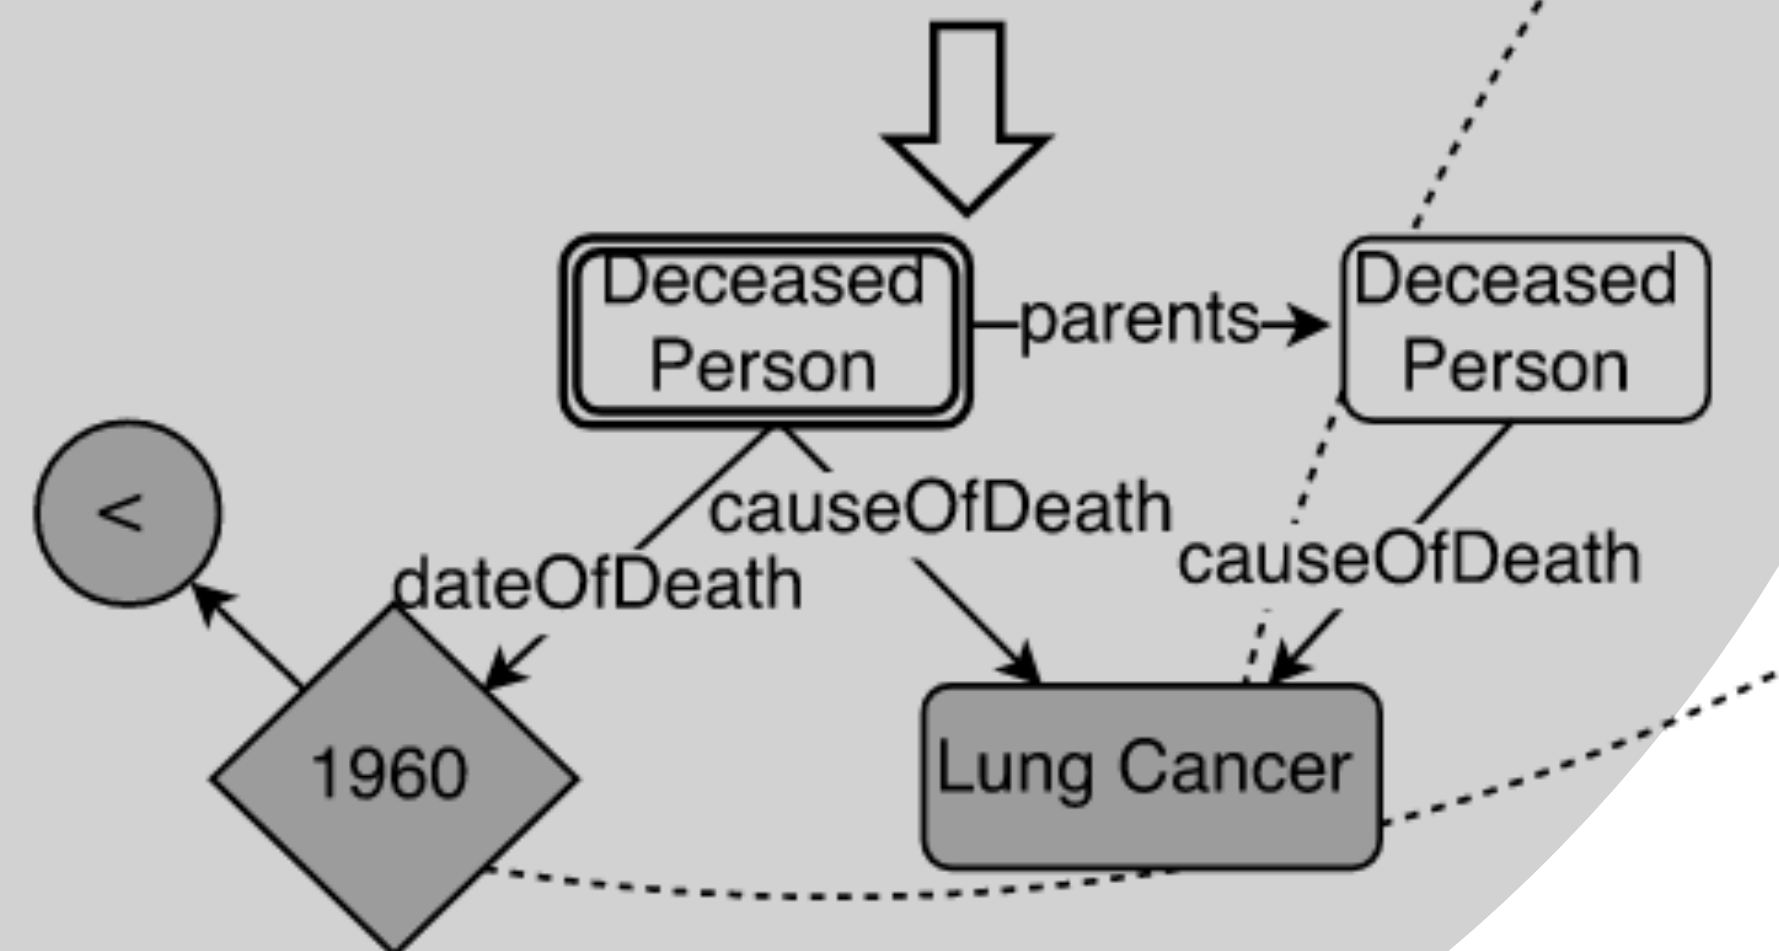 Deceased
Person
parents
Deceased
Person
<
causeOfDeath
causeOfDeath
dateOfDeath
1960
Lung Cancer